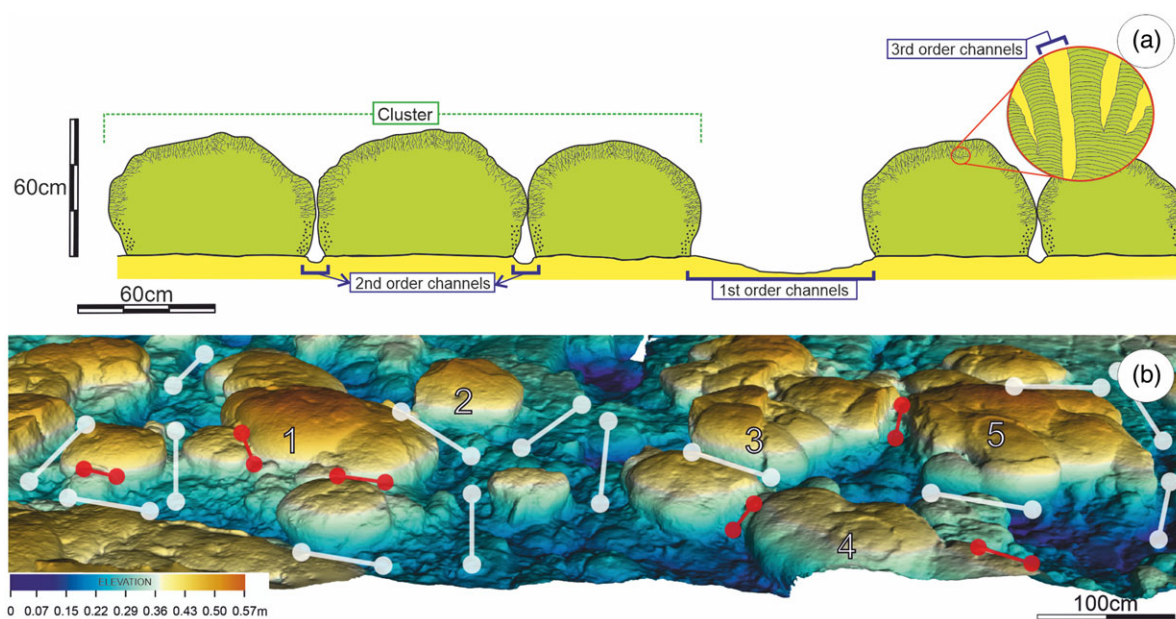 3rd order channels
(a)
Cluster
60cm
60cm
2nd order channels
1st order channels
(b)
2
1
3
5
4
ELEVATION
0 0.07 0.15 0.22 0.29 0.36 0.43 0.50 0.57m
100cm